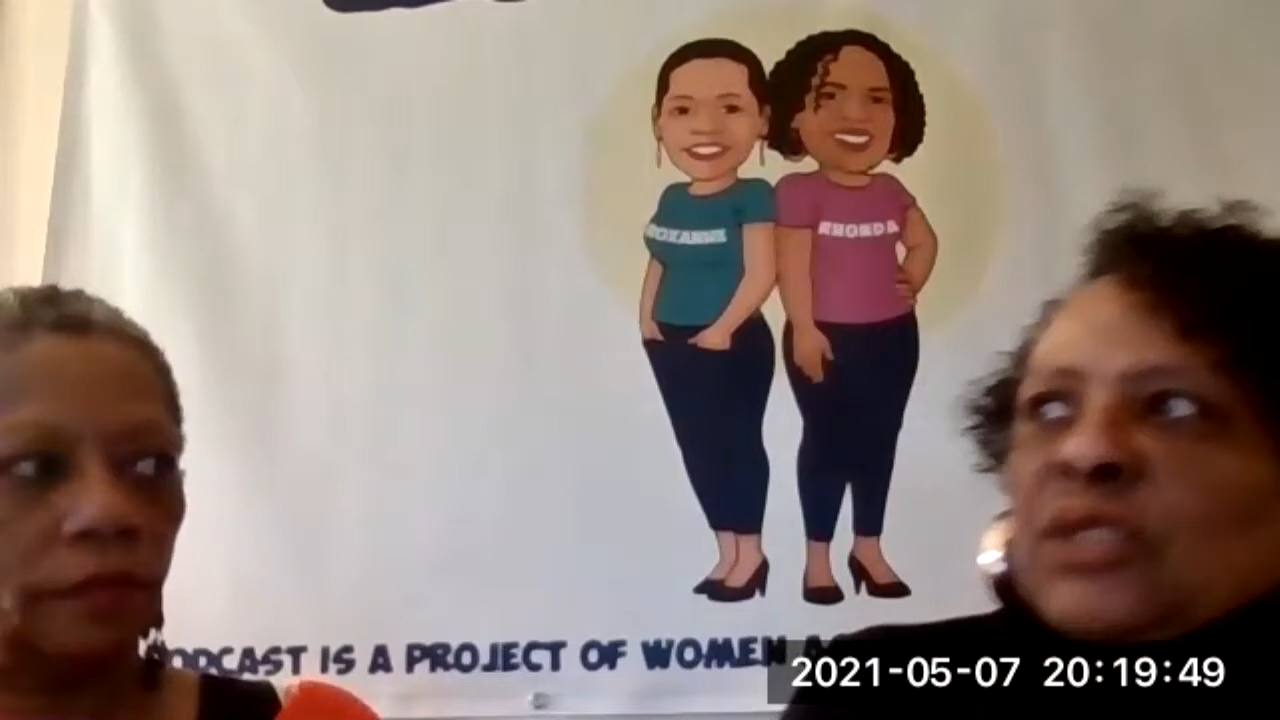 ROXANNE
RHONDA
PODCAST IS A PROJECT OF WOMEN
2021-05-07 20:19:49